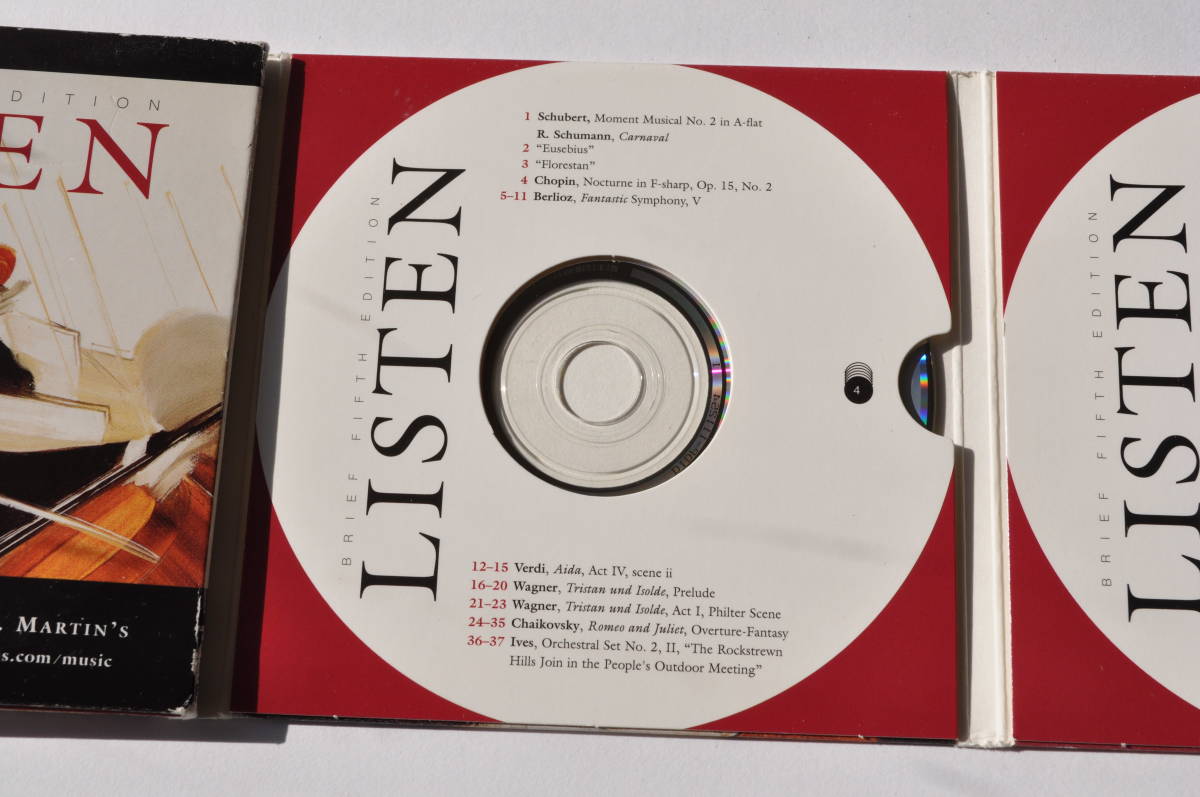 EDITION
EN
. MARTIN'S
s.com/music
1 Schubert, Moment Musical No. 2 in A-flat
R. Schumann, Carnaval
2 “Eusebius”
3 “Florestan”
4 Chopin, Nocturne in F-sharp, Op. 15, No. 2
5–11 Berlioz, Fantastic Symphony, V
BRIEF FIFTH EDITION
LISTEN
4
12–15 Verdi, Aida, Act IV, scene ii
16–20 Wagner, Tristan und Isolde, Prelude
21–23 Wagner, Tristan und Isolde, Act I, Philter Scene
24–35 Chaikovsky, Romeo and Juliet, Overture-Fantasy
36–37 Ives, Orchestral Set No. 2, II, “The Rockstrewn
Hills Join in the People's Outdoor Meeting”
BRIEF FIFTH EDITION
LISTEN